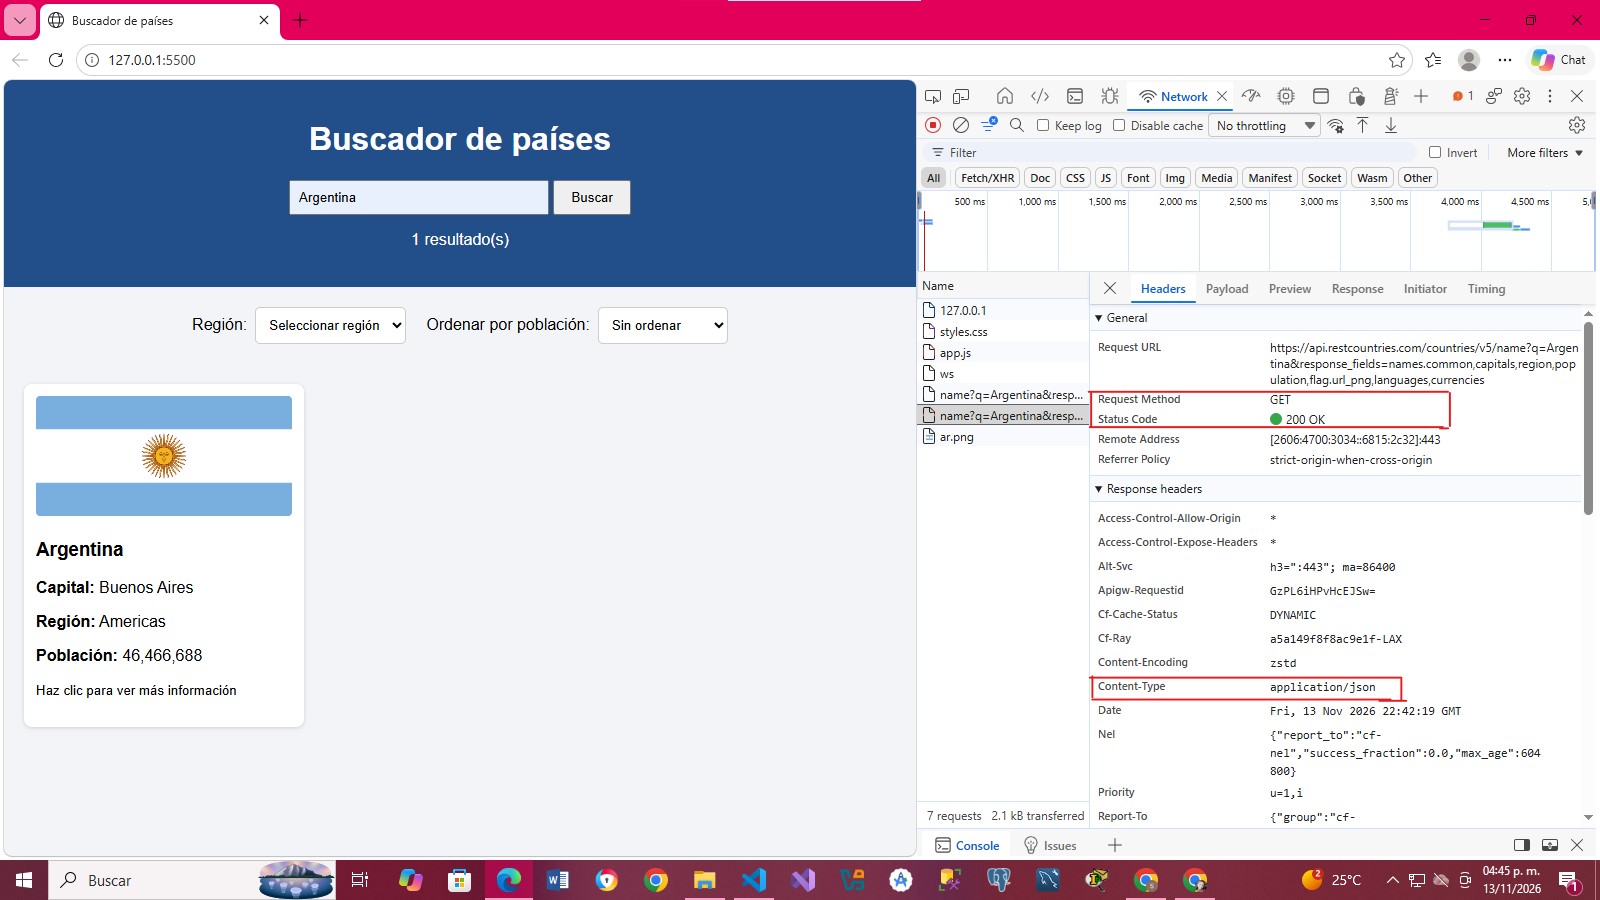 Buscador de países
127.0.0.1:5500
Chat
Buscador de países
Argentina
Buscar
1 resultado(s)
Región:
Seleccionar región
Ordenar por población:
Sin ordenar
Argentina
Capital: Buenos Aires
Región: Americas
Población: 46,466,688
Haz clic para ver más información
Network
1
Keep log
Disable cache
No throttling
Filter
Invert
More filters
All
Fetch/XHR
Doc
CSS
JS
Font
Img
Media
Manifest
Socket
Wasm
Other
500 ms
1,000 ms
1,500 ms
2,000 ms
2,500 ms
3,000 ms
3,500 ms
4,000 ms
4,500 ms
Name
127.0.0.1
styles.css
app.js
ws
name?q=Argentina&resp...
name?q=Argentina&resp...
ar.png
7 requests
2.1 kB transferred
Headers
Payload
Preview
Response
Initiator
Timing
General
Request URL
https://api.restcountries.com/countries/v5/name?q=Argen
tina&response_fields=names.common,capitals,region,pop
ulation,flag.url_png,languages,currencies
Request Method GET
Status Code 200 OK
Remote Address [2606:4700:3034::6815:2c32]:443
Referrer Policy strict-origin-when-cross-origin
Response headers
Access-Control-Allow-Origin *
Access-Control-Expose-Headers *
Alt-Svc h3=":443"; ma=86400
Apigw-Requestid GzPL6iHPvHcEJSw=
Cf-Cache-Status DYNAMIC
Cf-Ray a5a149f8f8ac9e1f-LAX
Content-Encoding zstd
Content-Type application/json
Date Fri, 13 Nov 2026 22:42:19 GMT
Nel {"report_to":"cf-
nel","success_fraction":0.0,"max_age":604
800}
Priority u=1,i
Report-To {"group":"cf-
Console
Issues
Buscar
25°C
04:45 p. m.
13/11/2026
1